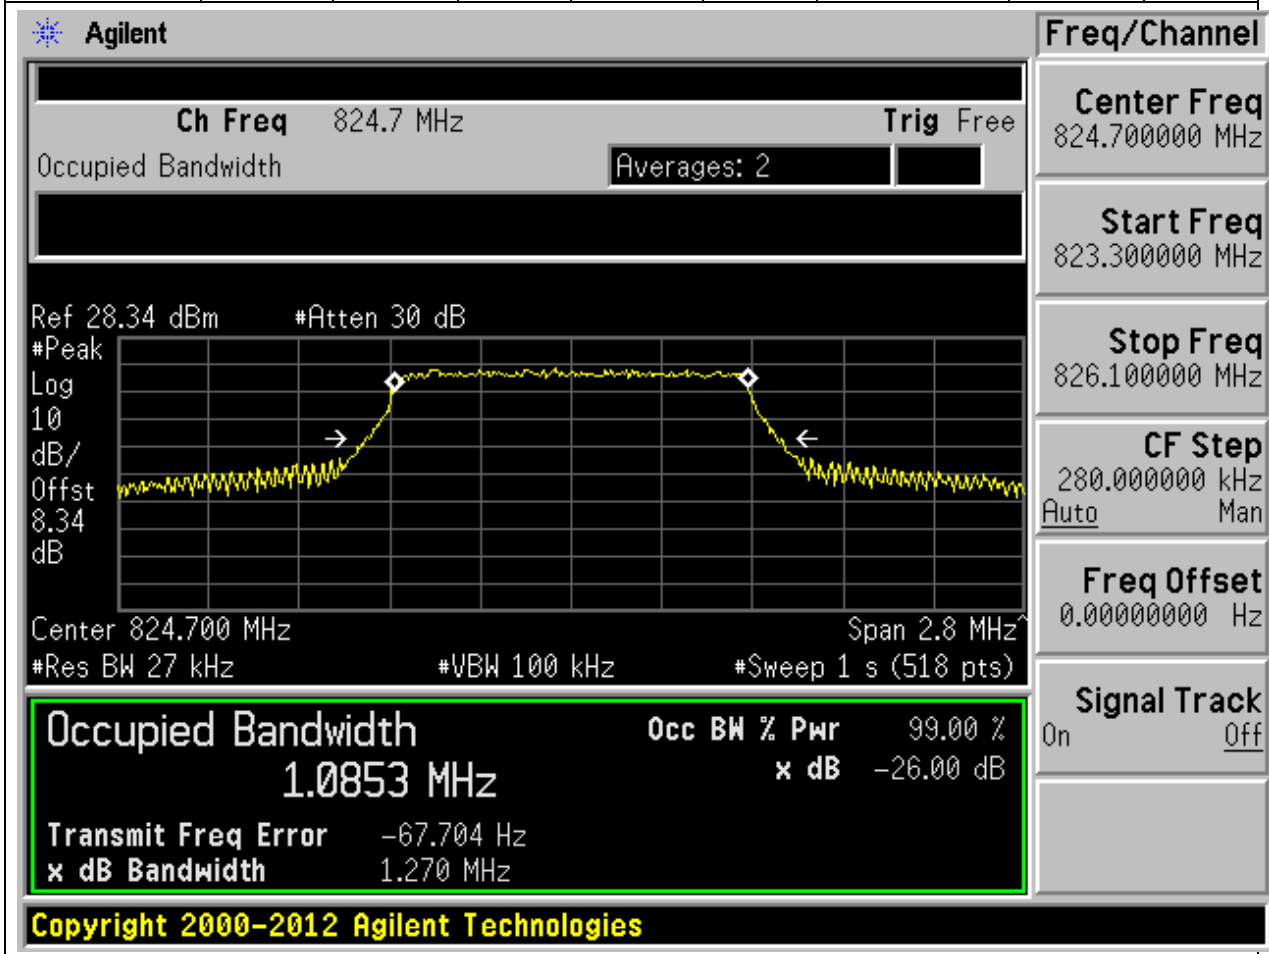 Agilent
Freq/Channel
Ch Freq 824.7 MHz Trig Free
Occupied Bandwidth Averages: 2
Center Freq
824.700000 MHz
Start Freq
823.300000 MHz
Stop Freq
826.100000 MHz
CF Step
280.000000 kHz
Auto Man
Freq Offset
0.00000000 Hz
Signal Track
On Off
Ref 28.34 dBm #Atten 30 dB
#Peak
Log
10
dB/
Offst
8.34
dB
Center 824.700 MHz Span 2.8 MHz^
#Res BW 27 kHz #VBW 100 kHz #Sweep 1 s (518 pts)
Occupied Bandwidth Occ BW % Pwr 99.00 %
1.0853 MHz x dB -26.00 dB
Transmit Freq Error -67.704 Hz
x dB Bandwidth 1.270 MHz
Copyright 2000-2012 Agilent Technologies